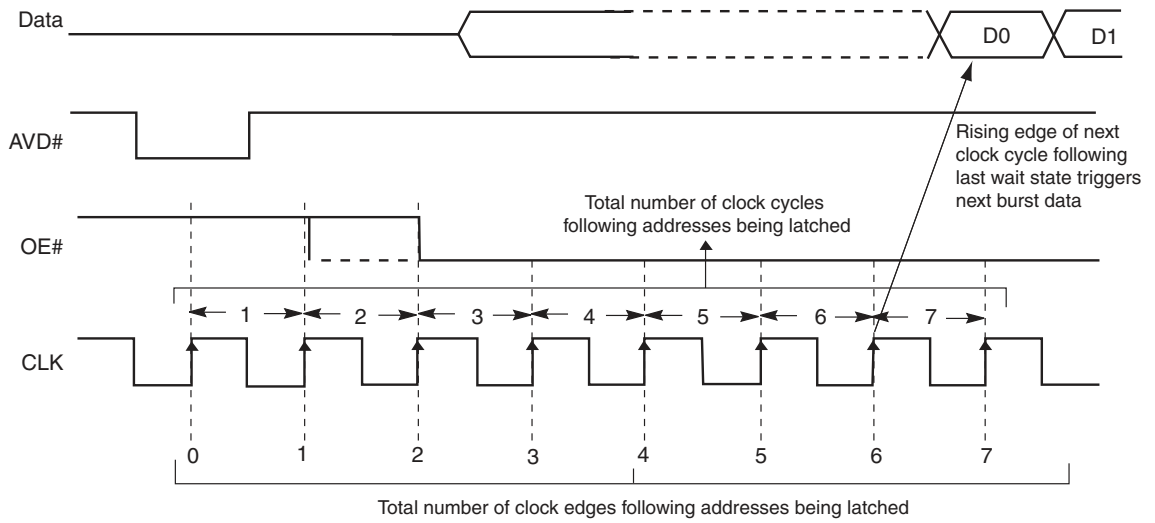 Data
D0
D1
AVD#
Rising edge of next
clock cycle following
last wait state triggers
next burst data
Total number of clock cycles
following addresses being latched
OE#
1 2 3 4 5 6 7
CLK
0 1 2 3 4 5 6 7
Total number of clock edges following addresses being latched